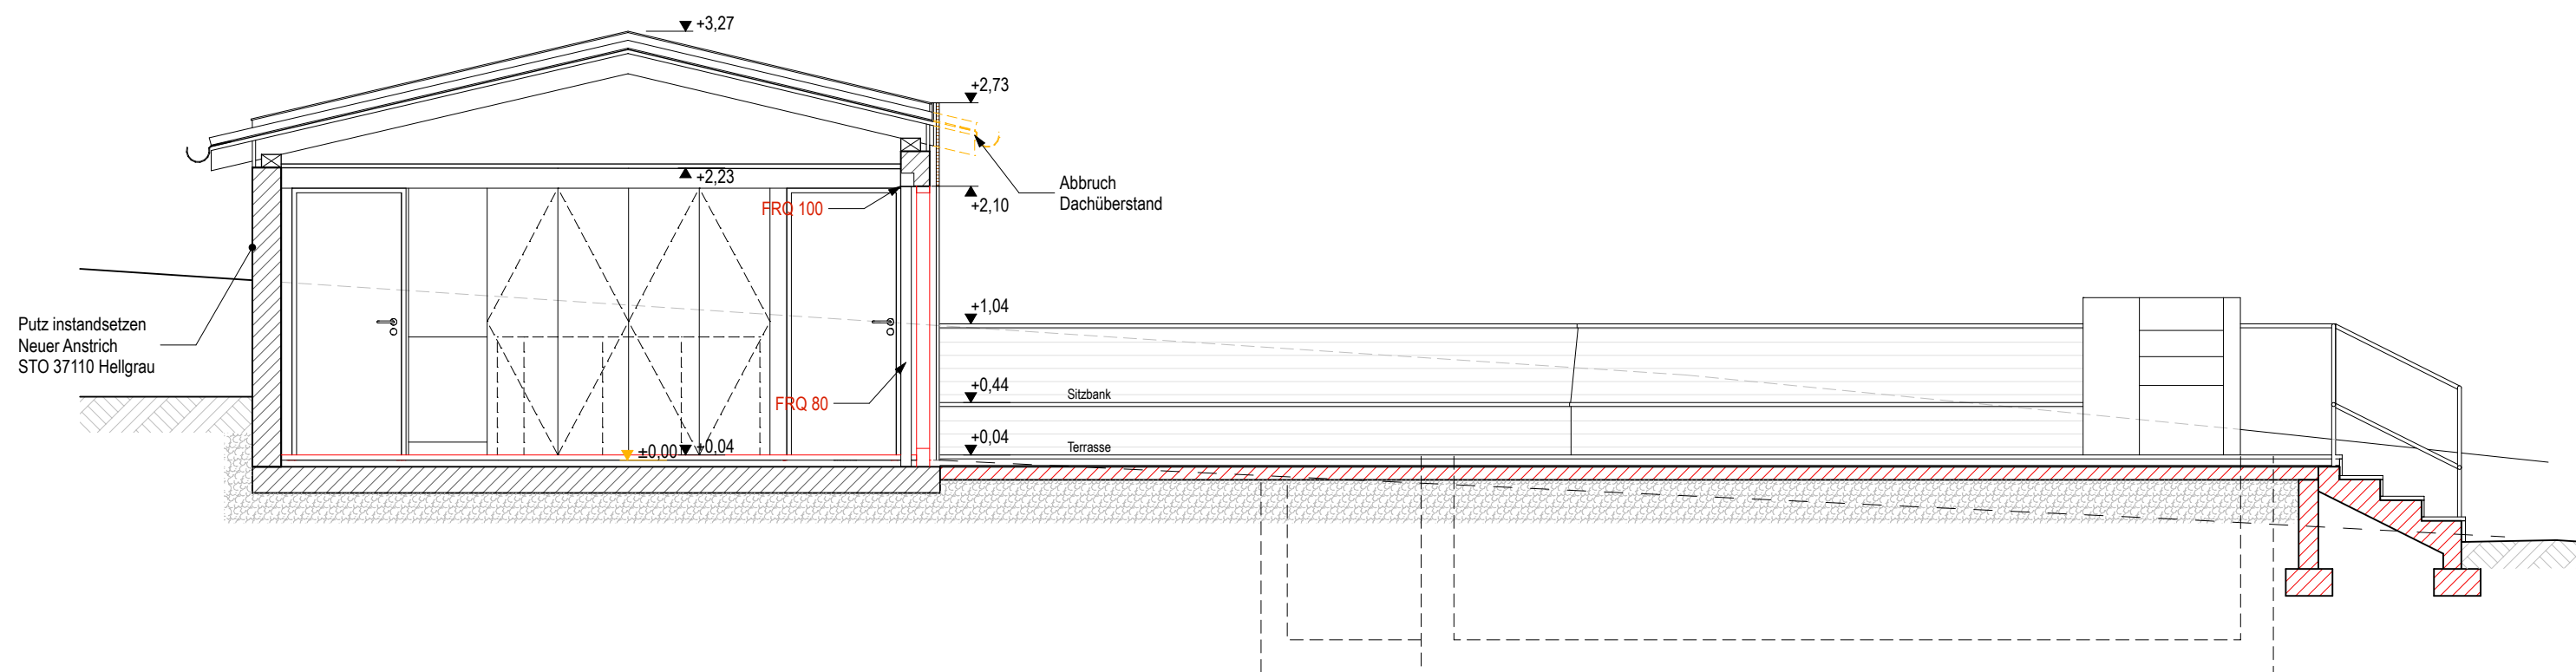 +3,27
+2,73
Abbruch
Dachüberstand
+2,23
+2,10
FRQ 100
Putz instandsetzen
Neuer Anstrich
STO 37110 Hellgrau
+1,04
FRQ 80
+0,44
Sitzbank
±0,00
+0,04
+0,04
Terrasse